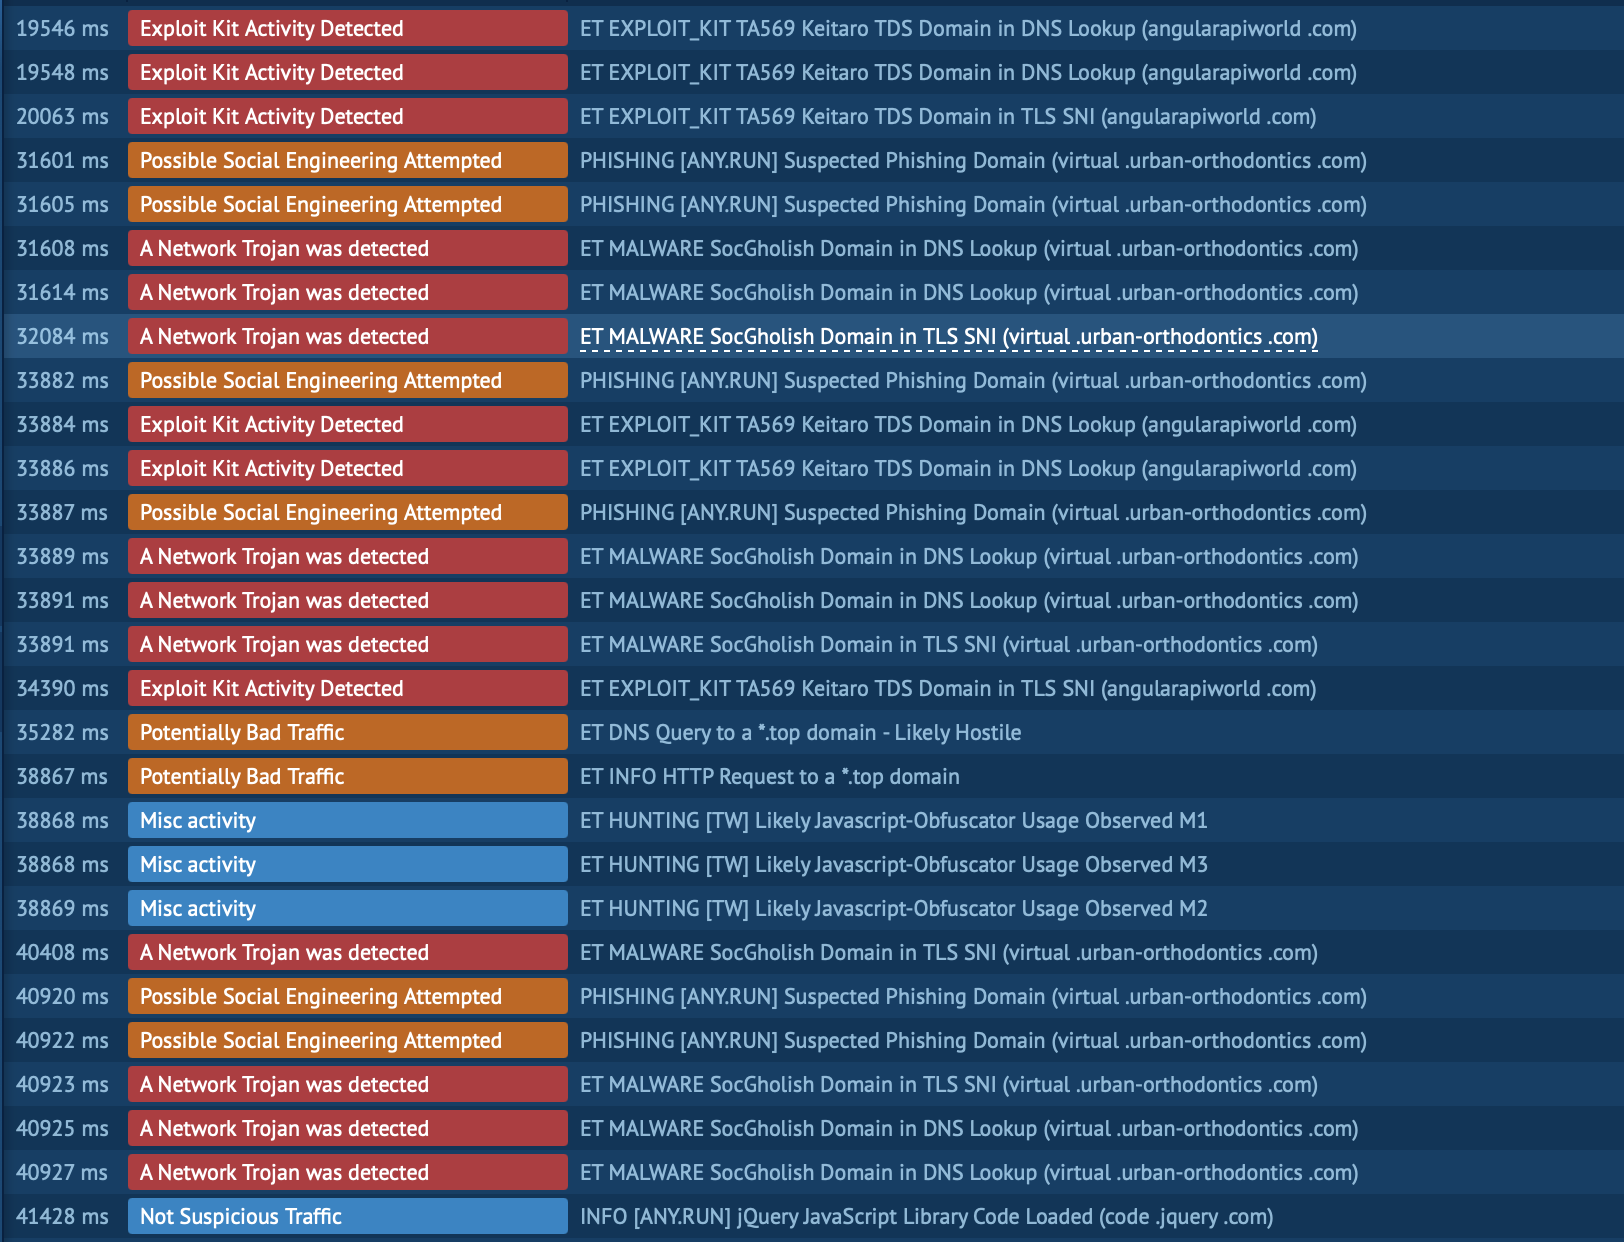 19546 ms Exploit Kit Activity Detected ET EXPLOIT_KIT TA569 Keitaro TDS Domain in DNS Lookup (angularapiworld .com)
19548 ms Exploit Kit Activity Detected ET EXPLOIT_KIT TA569 Keitaro TDS Domain in DNS Lookup (angularapiworld .com)
20063 ms Exploit Kit Activity Detected ET EXPLOIT_KIT TA569 Keitaro TDS Domain in TLS SNI (angularapiworld .com)
31601 ms Possible Social Engineering Attempted PHISHING [ANY.RUN] Suspected Phishing Domain (virtual .urban-orthodontics .com)
31605 ms Possible Social Engineering Attempted PHISHING [ANY.RUN] Suspected Phishing Domain (virtual .urban-orthodontics .com)
31608 ms A Network Trojan was detected ET MALWARE SocGholish Domain in DNS Lookup (virtual .urban-orthodontics .com)
31614 ms A Network Trojan was detected ET MALWARE SocGholish Domain in DNS Lookup (virtual .urban-orthodontics .com)
32084 ms A Network Trojan was detected ET MALWARE SocGholish Domain in TLS SNI (virtual .urban-orthodontics .com)
33882 ms Possible Social Engineering Attempted PHISHING [ANY.RUN] Suspected Phishing Domain (virtual .urban-orthodontics .com)
33884 ms Exploit Kit Activity Detected ET EXPLOIT_KIT TA569 Keitaro TDS Domain in DNS Lookup (angularapiworld .com)
33886 ms Exploit Kit Activity Detected ET EXPLOIT_KIT TA569 Keitaro TDS Domain in DNS Lookup (angularapiworld .com)
33887 ms Possible Social Engineering Attempted PHISHING [ANY.RUN] Suspected Phishing Domain (virtual .urban-orthodontics .com)
33889 ms A Network Trojan was detected ET MALWARE SocGholish Domain in DNS Lookup (virtual .urban-orthodontics .com)
33891 ms A Network Trojan was detected ET MALWARE SocGholish Domain in DNS Lookup (virtual .urban-orthodontics .com)
33891 ms A Network Trojan was detected ET MALWARE SocGholish Domain in TLS SNI (virtual .urban-orthodontics .com)
34390 ms Exploit Kit Activity Detected ET EXPLOIT_KIT TA569 Keitaro TDS Domain in TLS SNI (angularapiworld .com)
35282 ms Potentially Bad Traffic ET DNS Query to a *.top domain - Likely Hostile
38867 ms Potentially Bad Traffic ET INFO HTTP Request to a *.top domain
38868 ms Misc activity ET HUNTING [TW] Likely Javascript-Obfuscator Usage Observed M1
38868 ms Misc activity ET HUNTING [TW] Likely Javascript-Obfuscator Usage Observed M3
38869 ms Misc activity ET HUNTING [TW] Likely Javascript-Obfuscator Usage Observed M2
40408 ms A Network Trojan was detected ET MALWARE SocGholish Domain in TLS SNI (virtual .urban-orthodontics .com)
40920 ms Possible Social Engineering Attempted PHISHING [ANY.RUN] Suspected Phishing Domain (virtual .urban-orthodontics .com)
40922 ms Possible Social Engineering Attempted PHISHING [ANY.RUN] Suspected Phishing Domain (virtual .urban-orthodontics .com)
40923 ms A Network Trojan was detected ET MALWARE SocGholish Domain in TLS SNI (virtual .urban-orthodontics .com)
40925 ms A Network Trojan was detected ET MALWARE SocGholish Domain in DNS Lookup (virtual .urban-orthodontics .com)
40927 ms A Network Trojan was detected ET MALWARE SocGholish Domain in DNS Lookup (virtual .urban-orthodontics .com)
41428 ms Not Suspicious Traffic INFO [ANY.RUN] jQuery JavaScript Library Code Loaded (code .jquery .com)